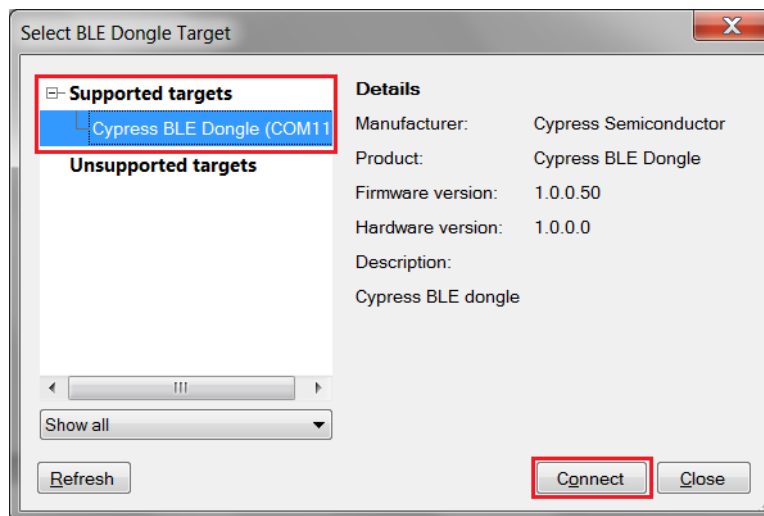 Select BLE Dongle Target
Supported targets
Cypress BLE Dongle (COM11
Unsupported targets
Show all
Refresh
Details
Manufacturer: Cypress Semiconductor
Product: Cypress BLE Dongle
Firmware version: 1.0.0.50
Hardware version: 1.0.0.0
Description:
Cypress BLE dongle
Connect
Close